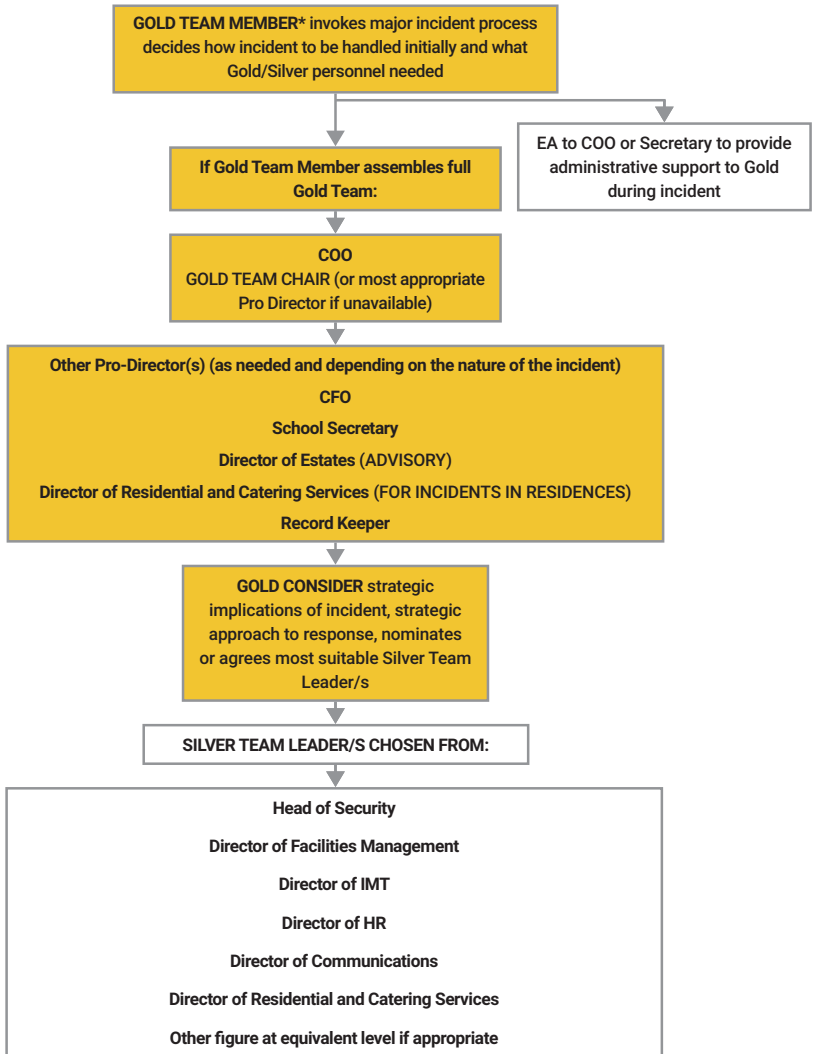 GOLD TEAM MEMBER* invokes major incident process
decides how incident to be handled initially and what
Gold/Silver personnel needed
EA to COO or Secretary to provide
administrative support to Gold
during incident
If Gold Team Member assembles full
Gold Team:
COO
GOLD TEAM CHAIR (or most appropriate
Pro Director if unavailable)
Other Pro-Director(s) (as needed and depending on the nature of the incident)
CFO
School Secretary
Director of Estates (ADVISORY)
Director of Residential and Catering Services (FOR INCIDENTS IN RESIDENCES)
Record Keeper
GOLD CONSIDER strategic
implications of incident, strategic
approach to response, nominates
or agrees most suitable Silver Team
Leader/s
SILVER TEAM LEADER/S CHOSEN FROM:
Head of Security
Director of Facilities Management
Director of IMT
Director of HR
Director of Communications
Director of Residential and Catering Services
Other figure at equivalent level if appropriate